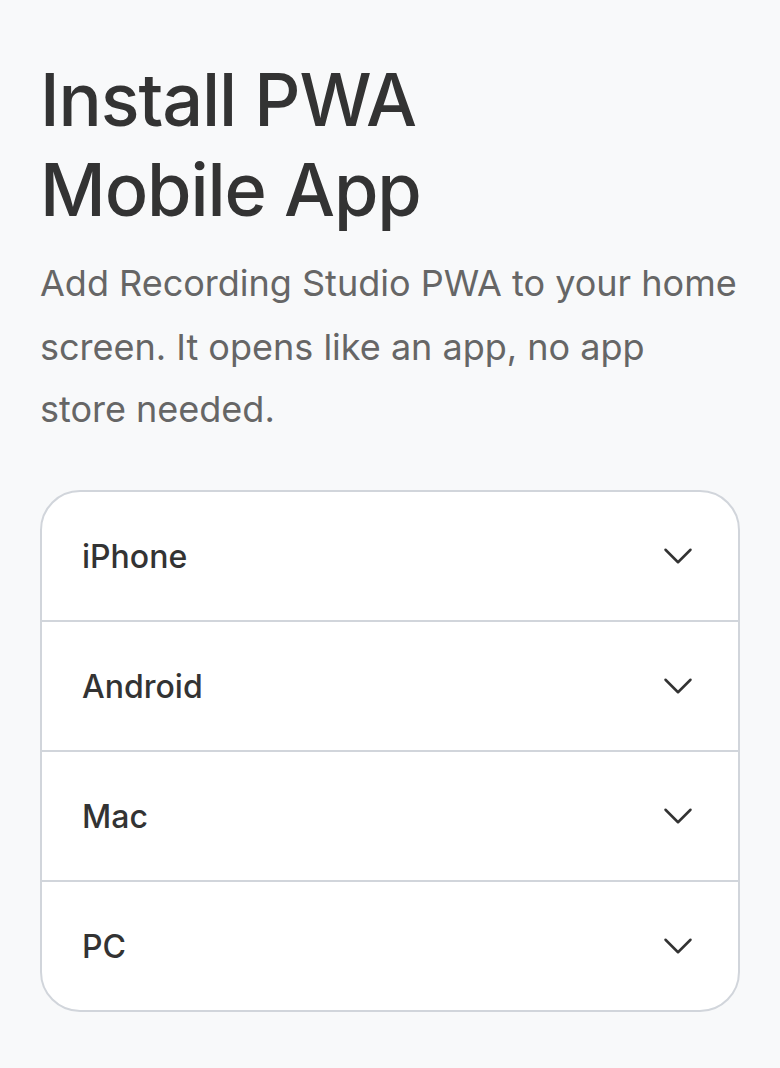 Install PWA
Mobile App
Add Recording Studio PWA to your home
screen. It opens like an app, no app
store needed.
iPhone
Android
Mac
PC